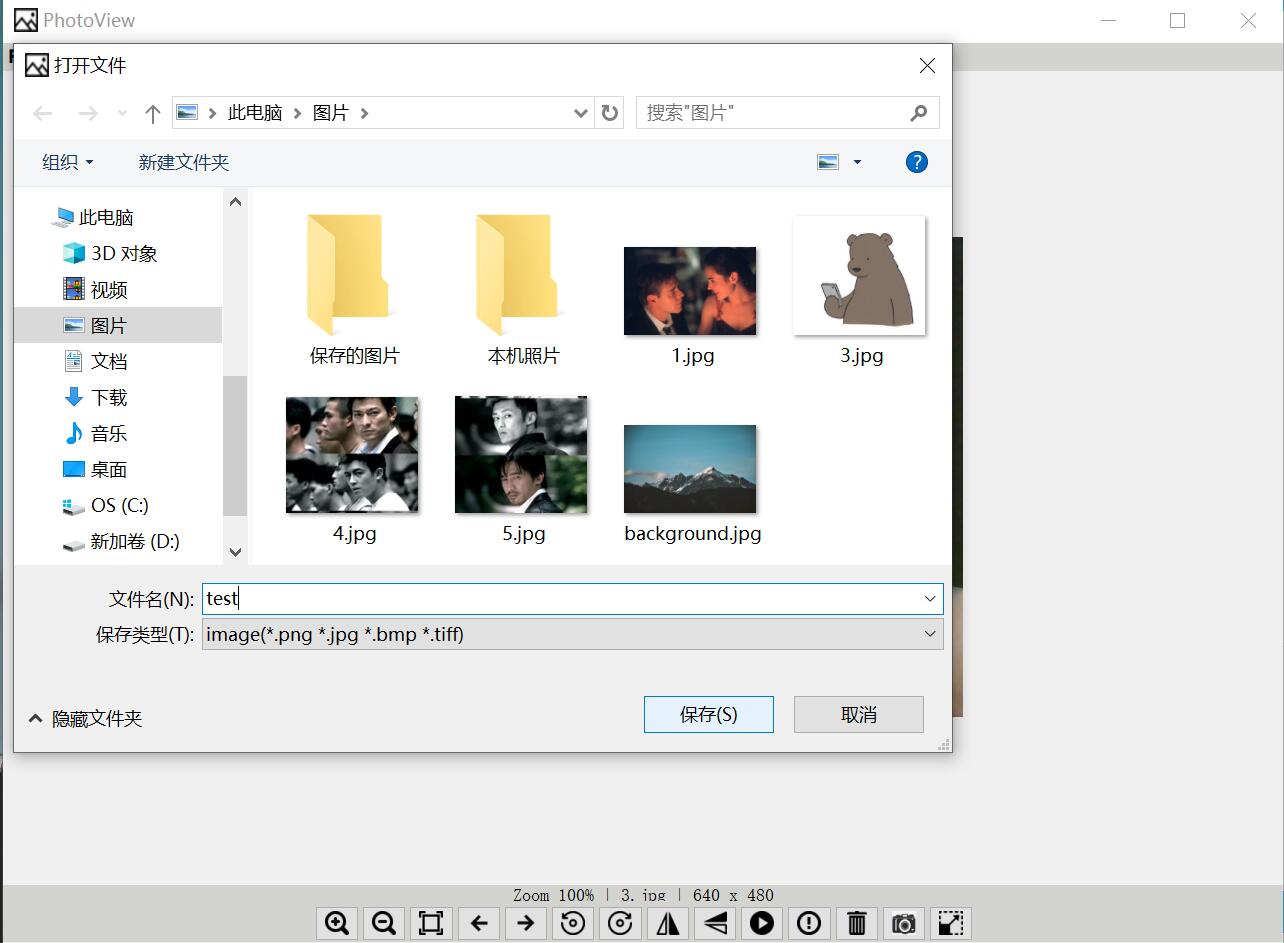 PhotoView
打开文件
此电脑 图片
搜索"图片"
组织 新建文件夹
此电脑
3D 对象
视频
图片
文档
下载
音乐
桌面
OS (C:)
新加卷 (D:)
保存的图片 本机照片 1.jpg 3.jpg
4.jpg 5.jpg background.jpg
文件名(N): test
保存类型(T): image(*.png *.jpg *.bmp *.tiff)
隐藏文件夹 保存(S) 取消
Zoom 100% | 3.jpg | 640 x 480